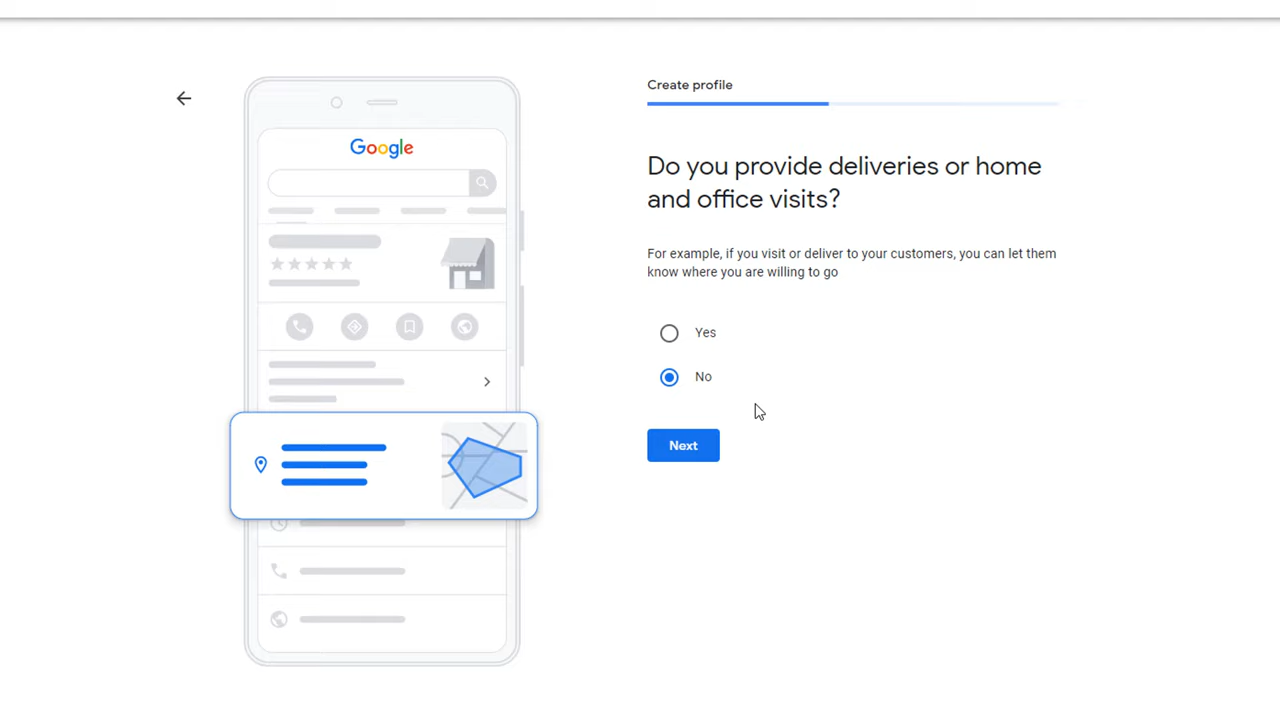 Google
Create profile
Do you provide deliveries or home
and office visits?
For example, if you visit or deliver to your customers, you can let them
know where you are willing to go
Yes
No
Next